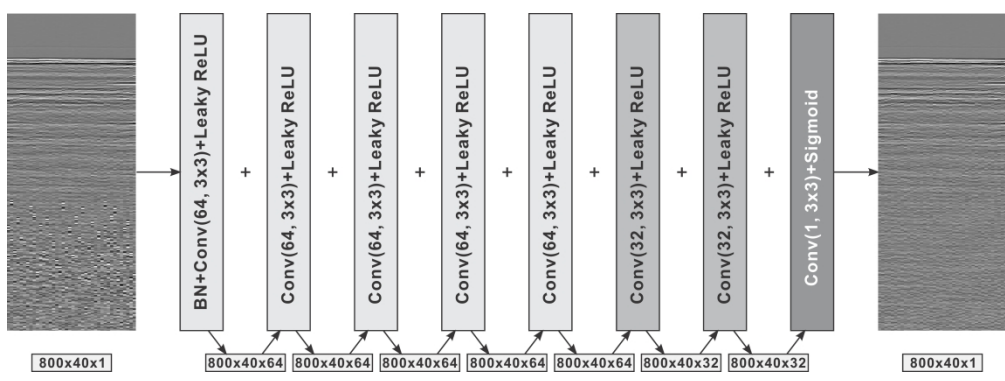 BN+Conv(64, 3x3)+Leaky ReLU
+
Conv(64, 3x3)+Leaky ReLU
+
Conv(64, 3x3)+Leaky ReLU
+
Conv(64, 3x3)+Leaky ReLU
+
Conv(64, 3x3)+Leaky ReLU
+
Conv(32, 3x3)+Leaky ReLU
+
Conv(32, 3x3)+Leaky ReLU
+
Conv(1, 3x3)+Sigmoid
800x40x1
800x40x64
800x40x64
800x40x64
800x40x64
800x40x64
800x40x32
800x40x32
800x40x1